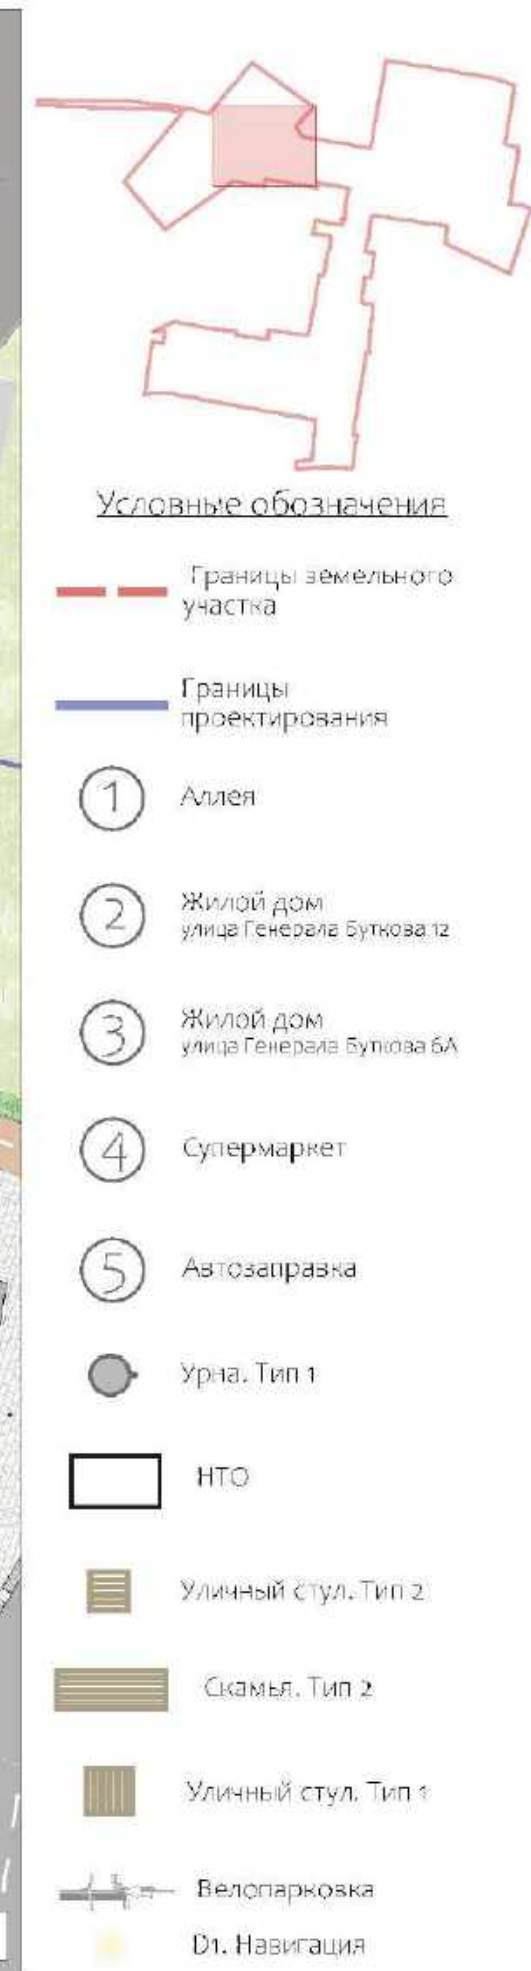 Условные обозначения
Границы земельного
участка
Границы
проектирования
1
Аллея
2
Жилой дом
улица Генерала Буткова 12
3
Жилой дом
улица Генерала Буткова 6А
4
Супермаркет
5
Автозаправка
Урна. Тип 1
НТО
Уличный стул. Тип 2
Скамья. Тип 2
Уличный стул. Тип 1
Велопарковка
D1. Навигация